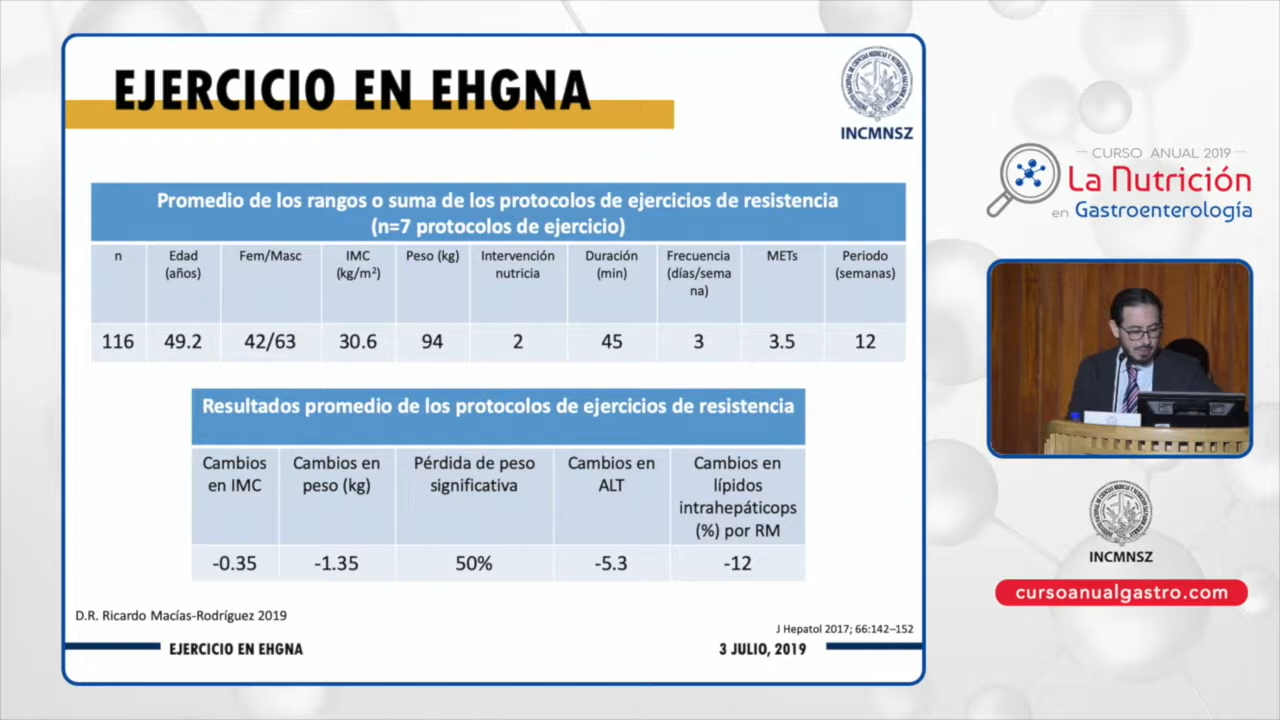 EJERCICIO EN EHGNA
INCMNSZ
Promedio de los rangos o suma de los protocolos de ejercicios de resistencia
(n=7 protocolos de ejercicio)
n
Edad
(años)
Fem/Masc
IMC
(kg/m²)
Peso (kg)
Intervención
nutricia
Duración
(min)
Frecuencia
(días/sema
na)
METs
Periodo
(semanas)
116
49.2
42/63
30.6
94
2
45
3
3.5
12
Resultados promedio de los protocolos de ejercicios de resistencia
Cambios
en IMC
Cambios en
peso (kg)
Pérdida de peso
significativa
Cambios en
ALT
Cambios en
lípidos
intrahepáticops
(%) por RM
-0.35
-1.35
50%
-5.3
-12
D.R. Ricardo Macías-Rodríguez 2019
J Hepatol 2017; 66:142–152
EJERCICIO EN EHGNA
3 JULIO, 2019
CURSO ANUAL 2019
La Nutrición
en Gastroenterología
INCMNSZ
cursoanualgastro.com